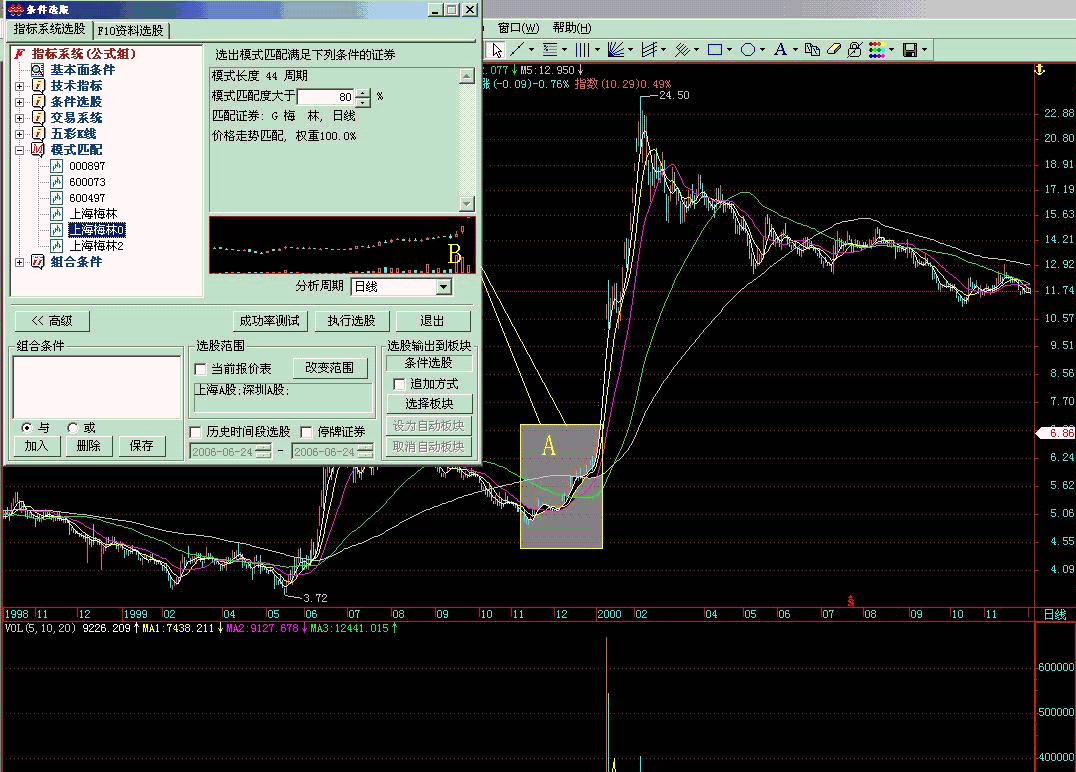 条件选股
指标系统选股 F10资料选股
窗口(W) 帮助(H)
指标系统(公式组)
基本面条件
技术指标
条件选股
交易系统
五彩K线
模式匹配
000897
600073
600497
上海梅林
上海梅林0
上海梅林2
组合条件
选出模式匹配满足下列条件的证券
模式长度 44 周期
模式匹配度大于 80 %
匹配证券: G 梅 林, 日线
价格走势匹配, 权重100.0%
B
分析周期 日线
<< 高级 成功率测试 执行选股 退出
组合条件
与 或
加入 删除 保存
选股范围
当前报价表 改变范围
上海A股;深圳A股;
历史时间段选股 停牌证券
2006-06-24 - 2006-06-24
选股输出到板块
条件选股
追加方式
选择板块
设为自动板块
取消自动板块
2.077↓M5:12.950↓
涨(-0.09)-0.76% 指数(10.29)0.49%
24.50
A
3.72
22.88
20.80
18.91
17.19
15.63
14.21
12.92
11.74
10.57
9.51
8.56
7.70
6.86
6.24
5.62
5.06
4.55
4.09
1998 11 12 1999 02 04 05 06 07 08 09 10 11 12 2000 02 04 05 06 07 08 09 10 11 日线
VOL(5,10,20) 9226.209↑MA1:7438.211↓MA2:9127.678↓MA3:12441.015↑
600000
500000
400000